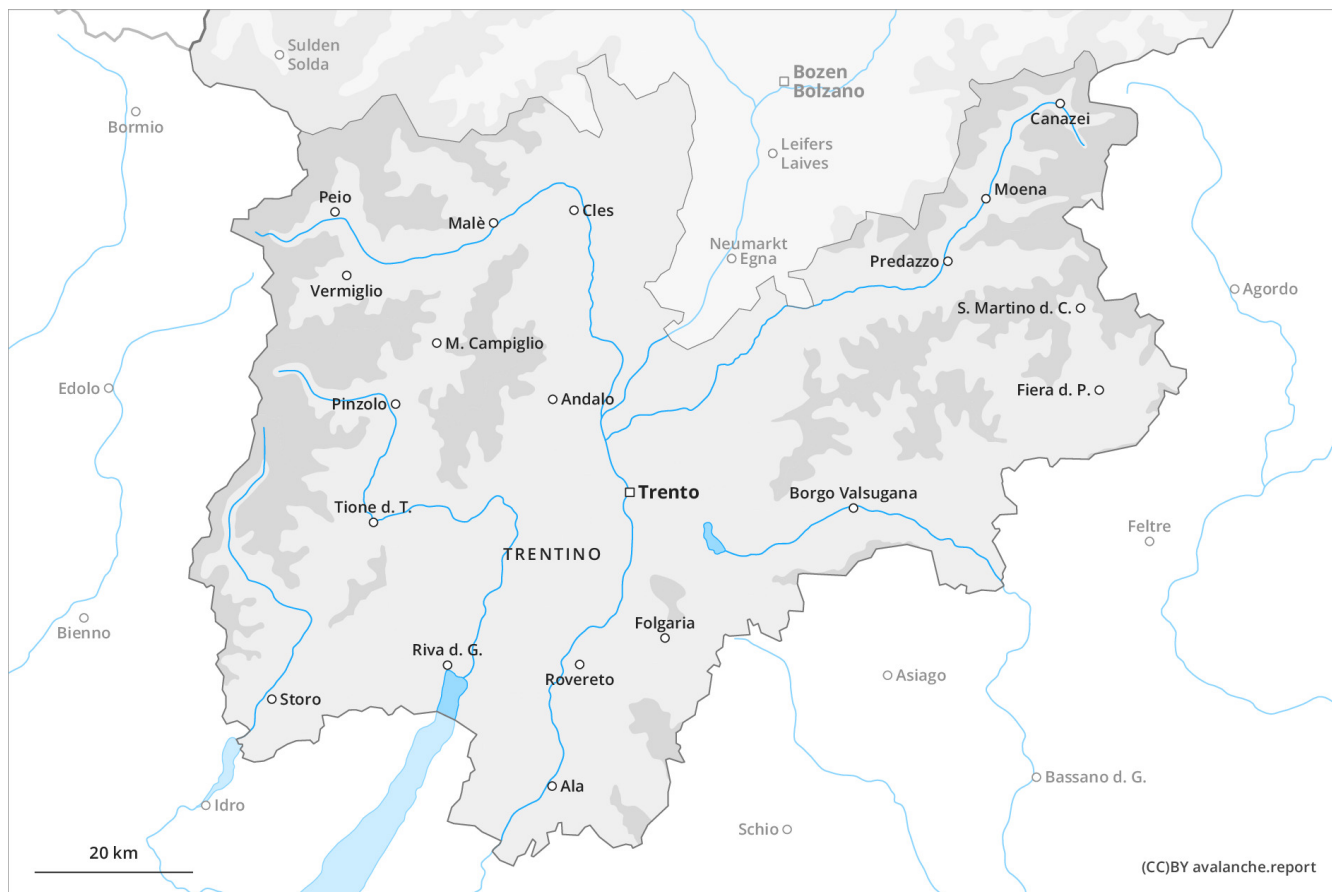 Sulden
Solda
Bozen
Bolzano
Bormio
Canazei
Leifers
Laives
Peio
Moena
Malè
Cles
Neumarkt
Egna
Predazzo
Vermiglio
Agordo
S. Martino d. C.
M. Campiglio
Edolo
Pinzolo
Andalo
Fiera d. P.
Trento
Borgo Valsugana
Tione d. T.
Feltre
TRENTINO
Bienno
Folgaria
Riva d. G.
Rovereto
Asiago
Storo
Bassano d. G.
Ala
Idro
Schio
20 km
(CC)BY avalanche.report